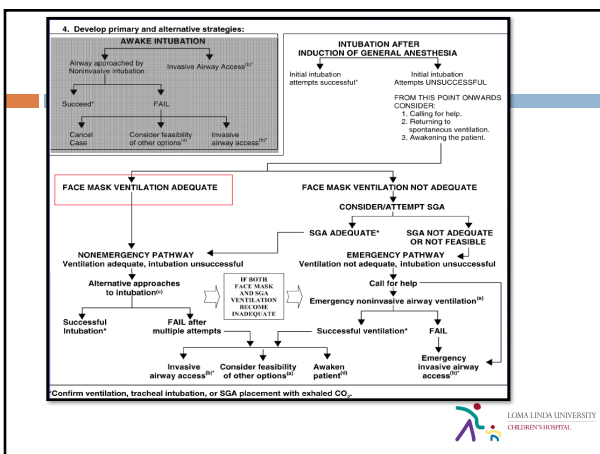 4. Develop primary and alternative strategies:
AWAKE INTUBATION
Airway approached by
Noninvasive intubation
Invasive Airway Access(b)*
Succeed*
FAIL
Cancel
Case
Consider feasibility
of other options(a)
Invasive
airway access(b)*
INTUBATION AFTER
INDUCTION OF GENERAL ANESTHESIA
Initial intubation
attempts successful*
Initial intubation
Attempts UNSUCCESSFUL
FROM THIS POINT ONWARDS
CONSIDER:
1. Calling for help.
2. Returning to
spontaneous ventilation.
3. Awakening the patient.
FACE MASK VENTILATION ADEQUATE
FACE MASK VENTILATION NOT ADEQUATE
CONSIDER/ATTEMPT SGA
SGA ADEQUATE*
SGA NOT ADEQUATE
OR NOT FEASIBLE
NONEMERGENCY PATHWAY
Ventilation adequate, intubation unsuccessful
EMERGENCY PATHWAY
Ventilation not adequate, intubation unsuccessful
Alternative approaches
to intubation(c)
IF BOTH
FACE MASK
AND SGA
VENTILATION
BECOME
INADEQUATE
Call for help
Emergency noninvasive airway ventilation(e)
Successful
Intubation*
FAIL after
multiple attempts
Successful ventilation*
FAIL
Invasive
airway access(b)*
Consider feasibility
of other options(a)
Awaken
patient(d)
Emergency
invasive airway
access(b)*
*Confirm ventilation, tracheal intubation, or SGA placement with exhaled CO2.
LOMA LINDA UNIVERSITY
CHILDREN'S HOSPITAL